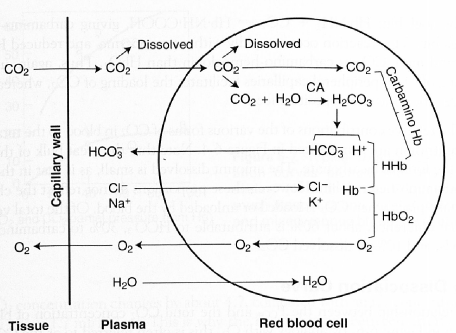 Dissolved
Dissolved
CO2 CO2 CO2 CO2
CO2 + H2O CA H2CO3
Carbamino Hb
HCO3- HCO3- H+
HHb
Capillary wall
Cl- Cl- Hb-
Na+ K+
HbO2
O2 O2 O2 O2
H2O H2O
Tissue Plasma Red blood cell